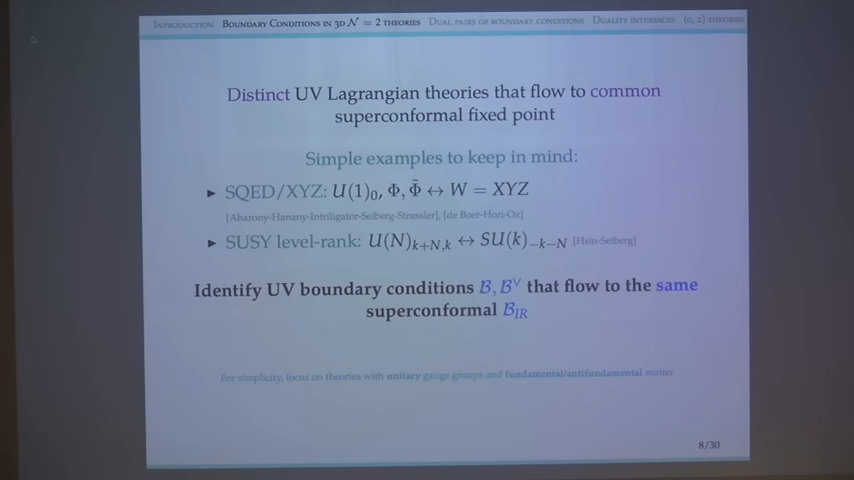 Introduction Boundary Conditions in 3d N = 2 theories Dual pairs of boundary conditions Duality interfaces (0, 2) theories
Distinct UV Lagrangian theories that flow to common
superconformal fixed point
Simple examples to keep in mind:
▶ SQED/XYZ: U(1)₀, Φ, Φ̃ ↔ W = XYZ
[Aharony-Hanany-Intriligator-Seiberg-Strassler], [de Boer-Hori-Oz]
▶ SUSY level-rank: U(N)ₖ₊N,ₖ ↔ SU(k)₋ₖ₋N [Hsin-Seiberg]
Identify UV boundary conditions B, B^∨ that flow to the same
superconformal B_IR
For simplicity, focus on theories with unitary gauge groups and fundamental/antifundamental matter
8/30